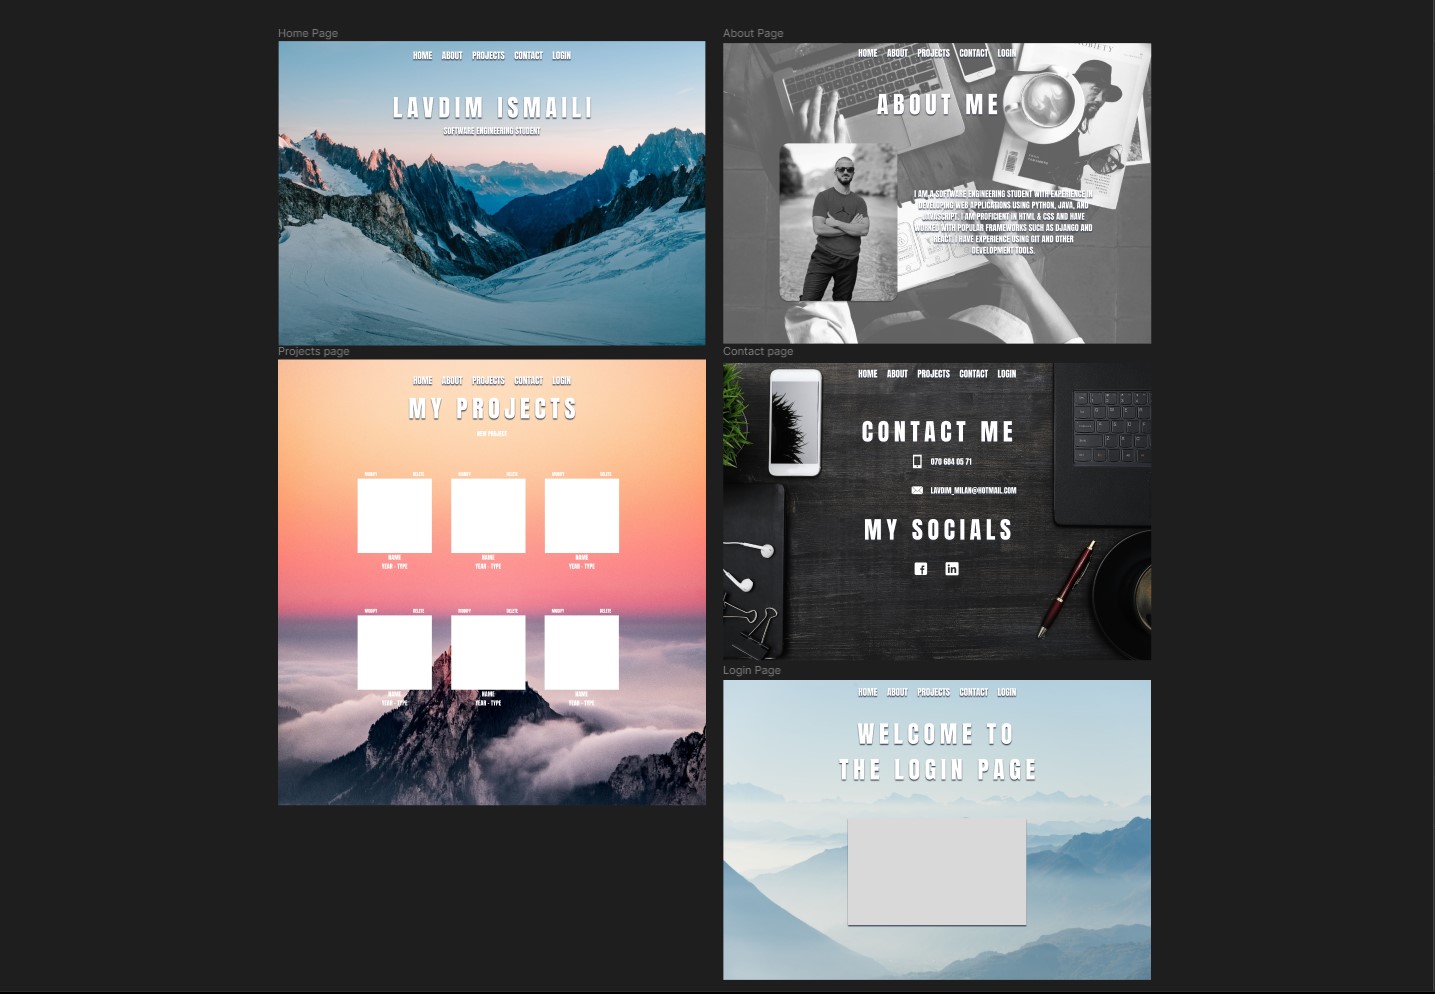 Home Page
HOME ABOUT PROJECTS CONTACT LOGIN
LAVDIM ISMAILI
SOFTWARE ENGINEERING STUDENT
About Page
HOME ABOUT PROJECTS CONTACT LOGIN
ABOUT ME
I AM A SOFTWARE ENGINEERING STUDENT WITH EXPERIENCE IN
DEVELOPING WEB APPLICATIONS USING PYTHON, JAVA, AND
JAVASCRIPT. I AM PROFICIENT IN HTML & CSS AND HAVE
WORKED WITH POPULAR FRAMEWORKS SUCH AS DJANGO AND
REACT. I HAVE EXPERIENCE USING GIT AND OTHER
DEVELOPMENT TOOLS.
Projects page
HOME ABOUT PROJECTS CONTACT LOGIN
MY PROJECTS
NEW PROJECT
MODIFY DELETE MODIFY DELETE MODIFY DELETE
NAME NAME NAME
YEAR - TYPE YEAR - TYPE YEAR - TYPE
MODIFY DELETE MODIFY DELETE MODIFY DELETE
NAME NAME NAME
YEAR - TYPE YEAR - TYPE YEAR - TYPE
Contact page
HOME ABOUT PROJECTS CONTACT LOGIN
CONTACT ME
070 684 05 71
LAVDIM_MILAN@HOTMAIL.COM
MY SOCIALS
Login Page
HOME ABOUT PROJECTS CONTACT LOGIN
WELCOME TO
THE LOGIN PAGE